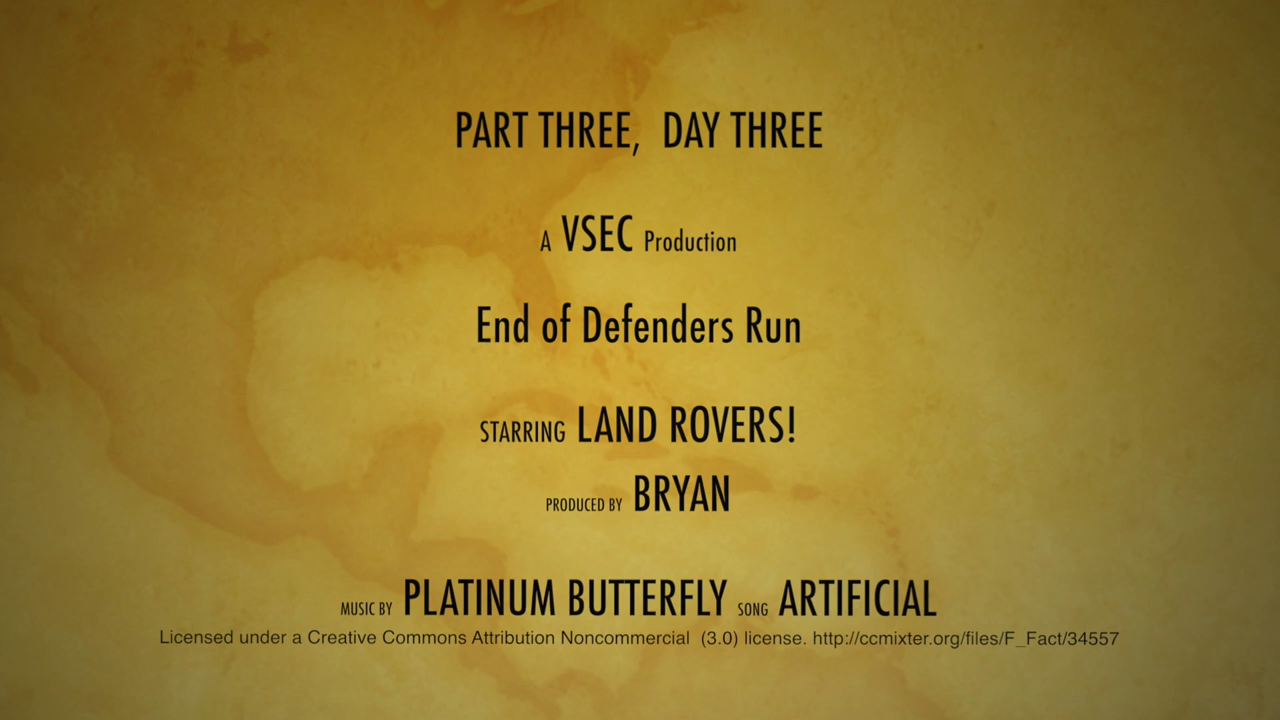 PART THREE, DAY THREE
A VSEC Production
End of Defenders Run
STARRING LAND ROVERS!
PRODUCED BY BRYAN
MUSIC BY PLATINUM BUTTERFLY SONG ARTIFICIAL
Licensed under a Creative Commons Attribution Noncommercial (3.0) license. http://ccmixter.org/files/F_Fact/34557